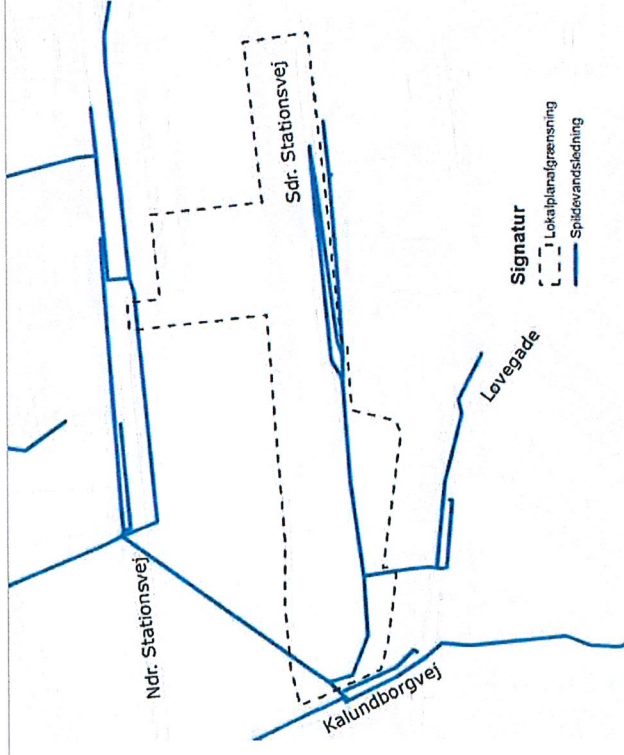 Ndr. Stationsvej
Sdr. Stationsvej
Kalundborgvej
Løvegade
Signatur
Lokalplanafgrænsning
Spildevandsledning